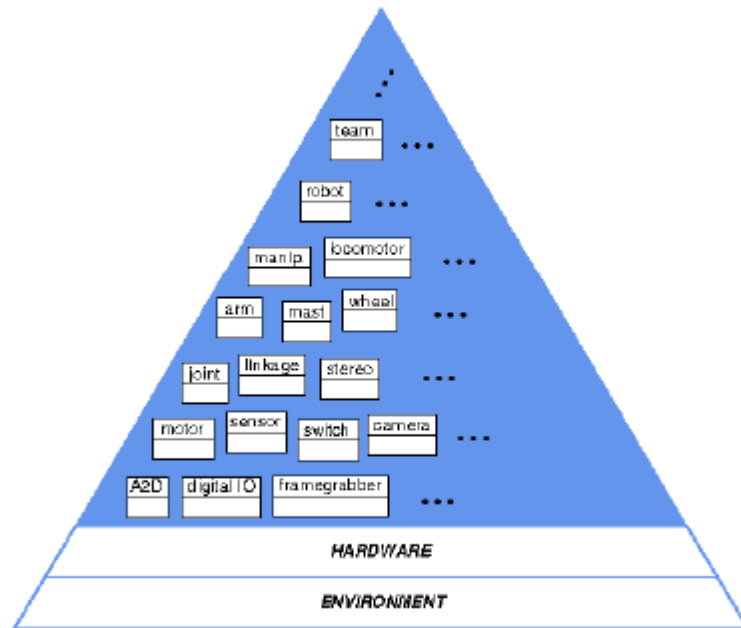 team
robot
manip. locomotor
arm mast wheel
joint linkage stereo
motor sensor switch camera
A2D digital IO framegrabber
HARDWARE
ENVIRONMENT